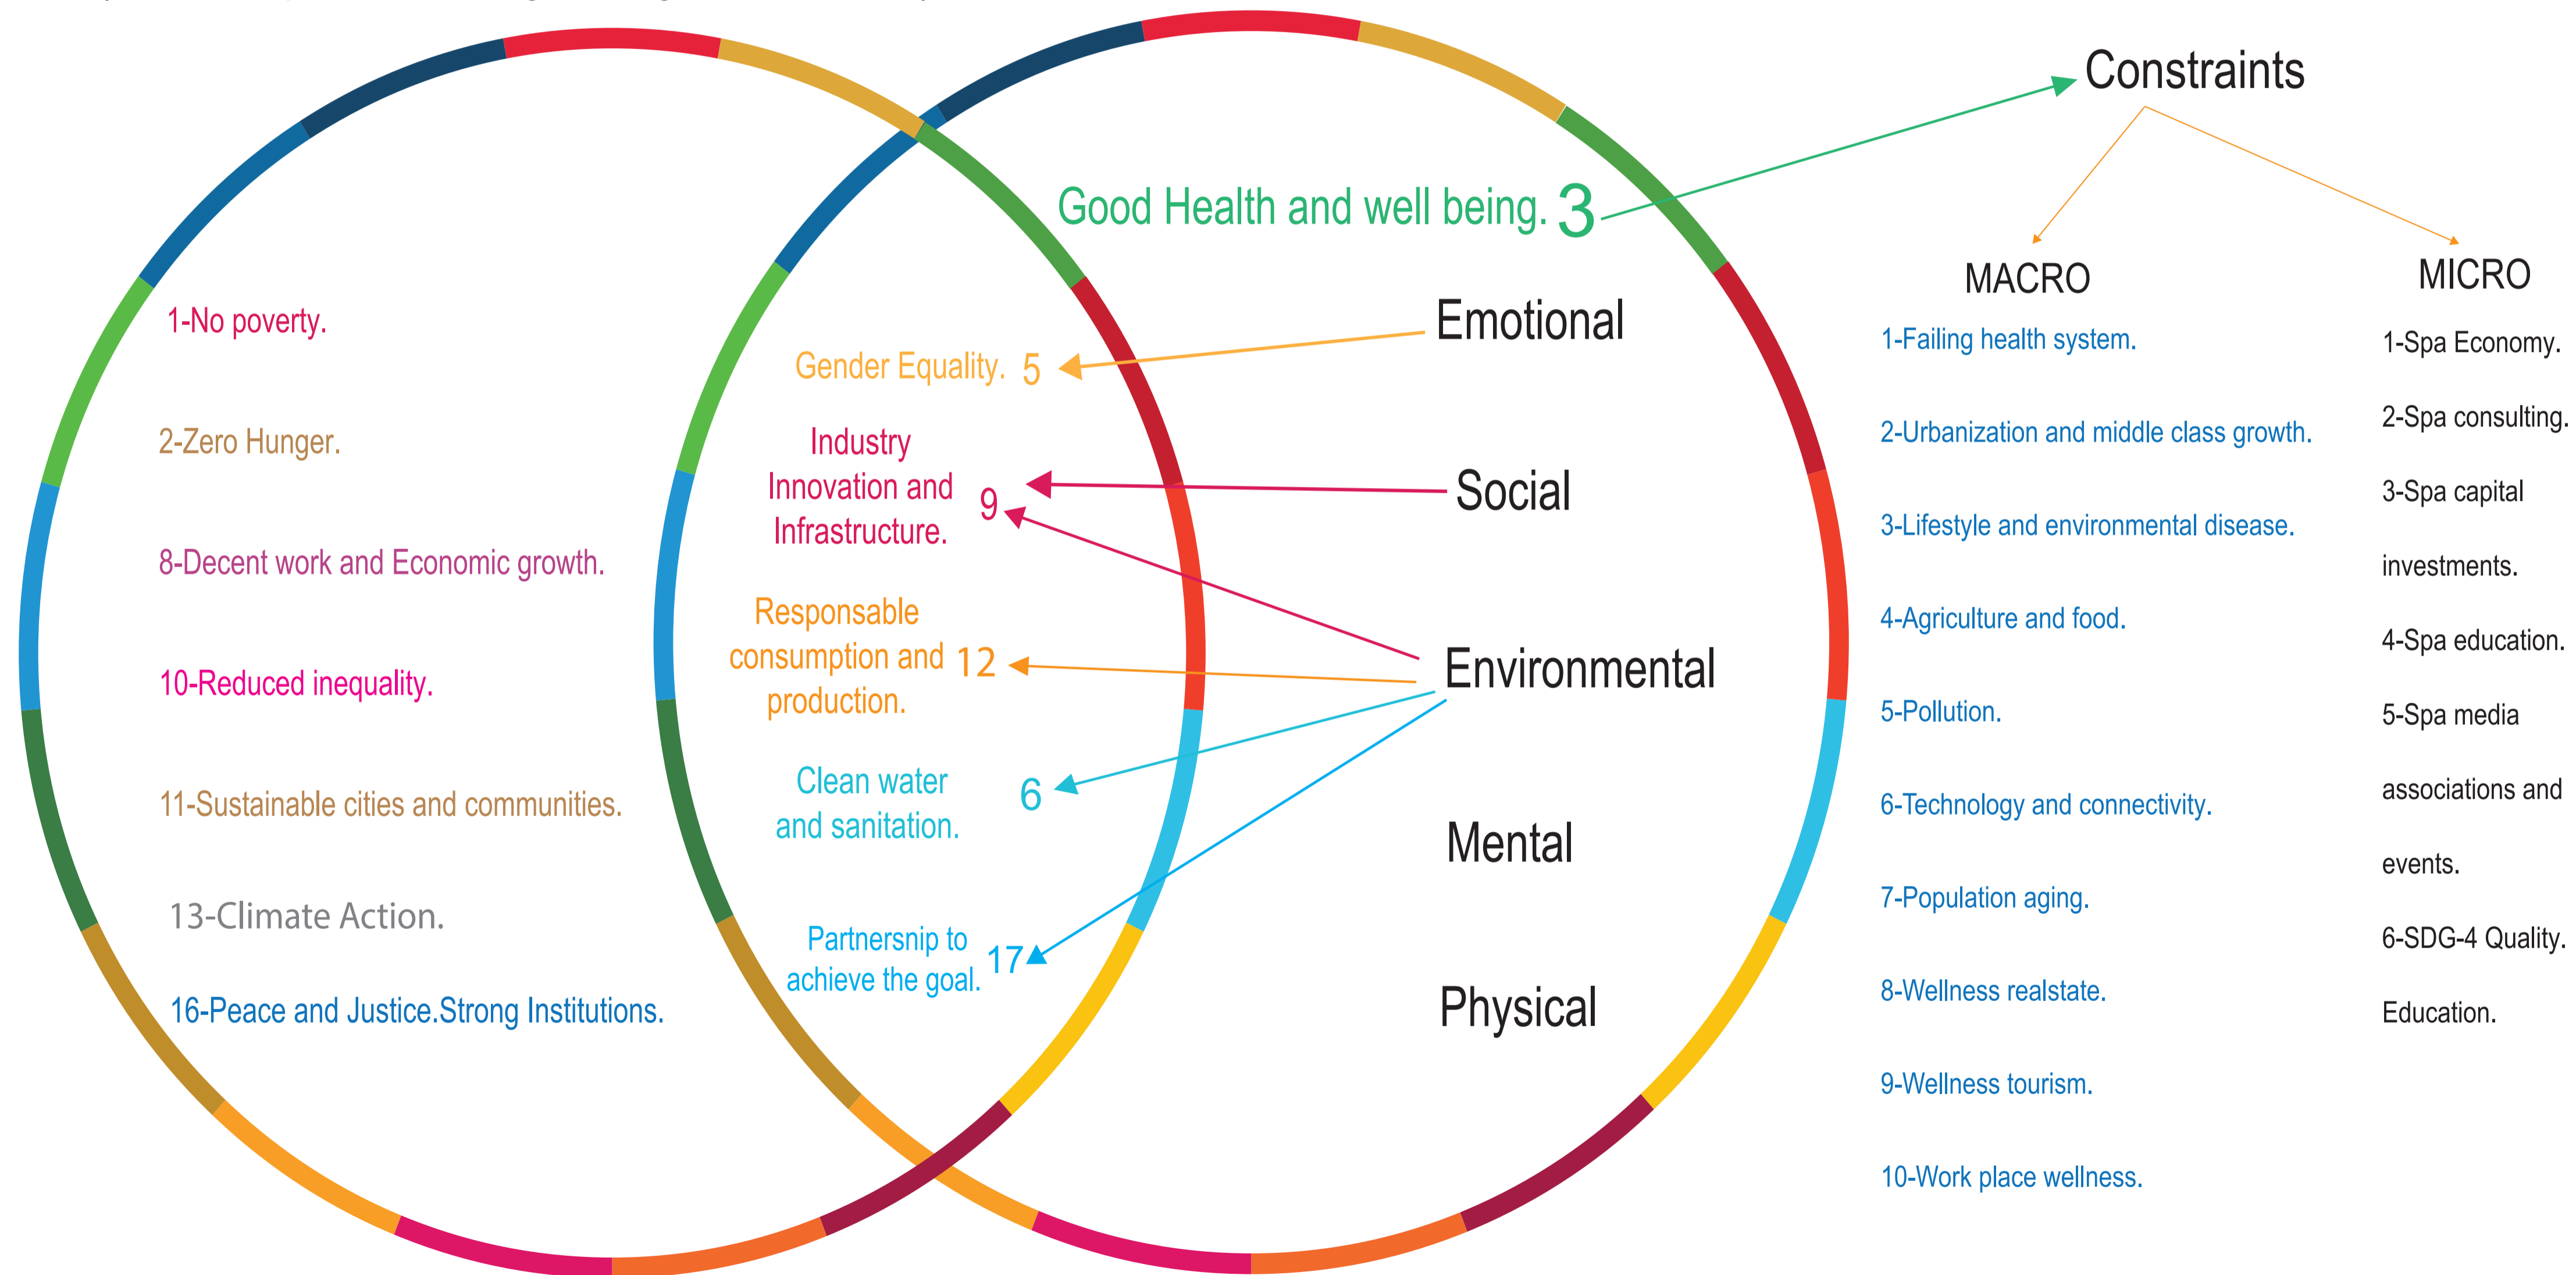 1-No poverty.
2-Zero Hunger.
8-Decent work and Economic growth.
10-Reduced inequality.
11-Sustainable cities and communities.
13-Climate Action.
16-Peace and Justice.Strong Institutions.
Gender Equality. 5
Industry
Innovation and
Infrastructure.
9
Responsable
consumption and
production.
12
Clean water
and sanitation.
6
Partnersnip to
achieve the goal.
17
Good Health and well being. 3
Emotional
Social
Environmental
Mental
Physical
Constraints
MACRO
1-Failing health system.
2-Urbanization and middle class growth.
3-Lifestyle and environmental disease.
4-Agriculture and food.
5-Pollution.
6-Technology and connectivity.
7-Population aging.
8-Wellness realstate.
9-Wellness tourism.
10-Work place wellness.
MICRO
1-Spa Economy.
2-Spa consulting.
3-Spa capital
investments.
4-Spa education.
5-Spa media
associations and
events.
6-SDG-4 Quality.
Education.